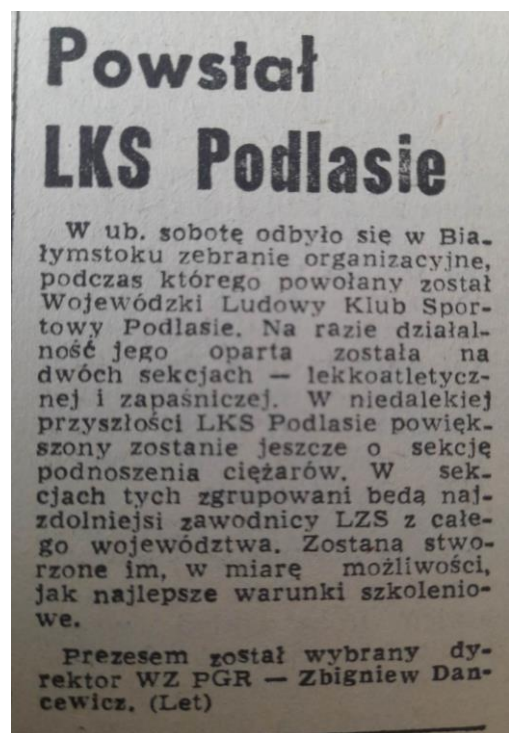 Powstał
LKS Podlasie
W ub. sobotę odbyło się w Bia-
łymstoku zebranie organizacyjne,
podczas którego powołany został
Wojewódzki Ludowy Klub Spor-
towy Podlasie. Na razie działal-
ność jego oparta została na
dwóch sekcjach — lekkoatletycz-
nej i zapaśniczej. W niedalekiej
przyszłości LKS Podlasie powięk-
szony zostanie jeszcze o sekcję
podnoszenia ciężarów. W sek-
cjach tych zgrupowani bedą naj-
zdolniejsi zawodnicy LZS z całe-
go województwa. Zostaną stwo-
rzone im, w miarę możliwości,
jak najlepsze warunki szkolenio-
we.
Prezesem został wybrany dy-
rektor WZ PGR — Zbigniew Dan-
cewicz. (Let)